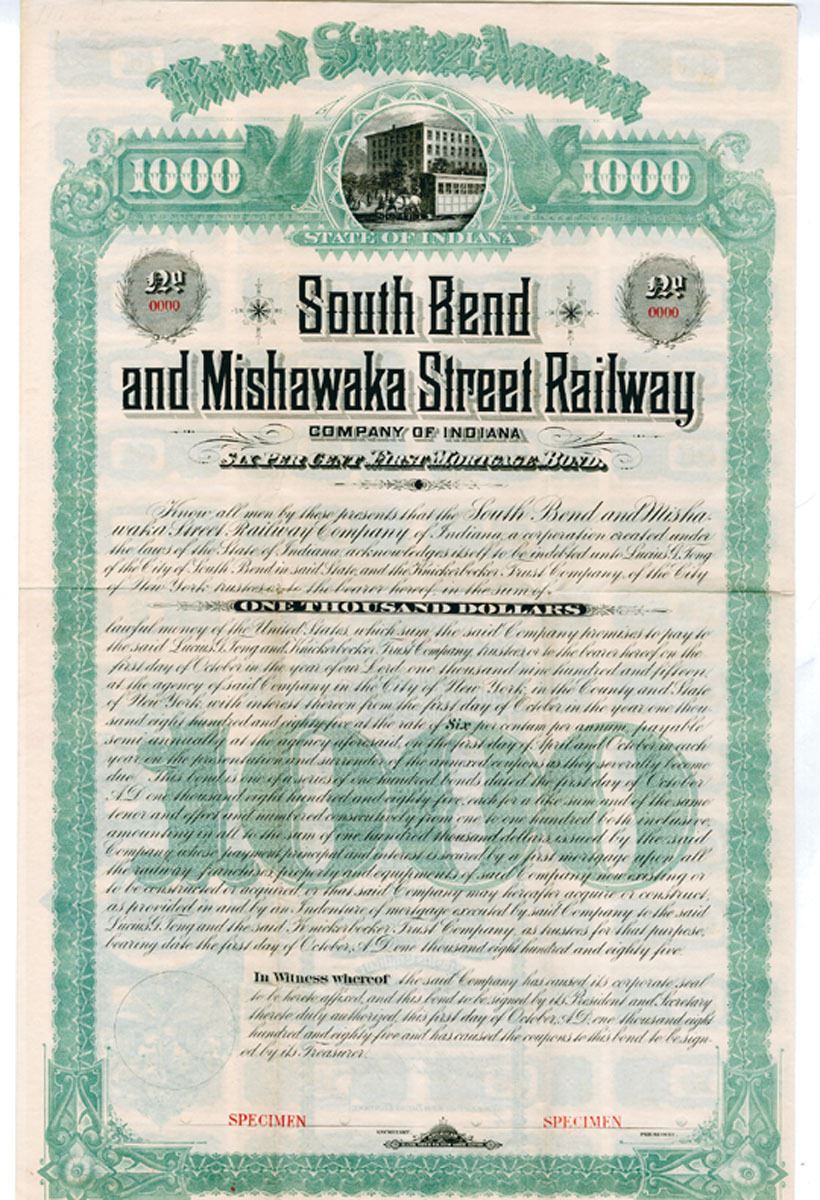 United States America
1000
1000
STATE OF INDIANA
No
0000
No
0000
South Bend
and Mishawaka Street Railway
COMPANY OF INDIANA
SIX PER CENT. FIRST MORTGAGE BOND.
Know all men by these presents that the South Bend and Misha-
waka Street Railway Company of Indiana, a corporation created under
the laws of the State of Indiana, acknowledges itself to be indebted unto Lucius G. Tong
of the City of South Bend in said State, and the Knickerbocker Trust Company, of the City
of New York trustees or to the bearer hereof, in the sum of
ONE THOUSAND DOLLARS
lawful money of the United States, which sum the said Company promises to pay to
the said Lucius G. Tong and Knickerbocker Trust Company, trustees or to the bearer hereof on the
first day of October in the year of our Lord one thousand nine hundred and fifteen,
at the agency of said Company in the City of New York, in the County and State
of New York, with interest thereon from the first day of October in the year one thou-
sand eight hundred and eighty five at the rate of Six per centum per annum, payable
semi annually at the agency aforesaid, on the first day of April and October in each
year on the presentation and surrender of the annexed coupons as they severally become
due. This bond is one of a series of one hundred bonds dated the first day of October
A.D. one thousand eight hundred and eighty five, each for a like sum and of the same
tenor and effect and numbered consecutively from one to one hundred both inclusive,
amounting in all to the sum of one hundred thousand dollars, issued by the said
Company whose payment principal and interest is secured by a first mortgage upon all
the railway, franchises, property and equipments of said Company now existing or
to be constructed or acquired, or that said Company may hereafter acquire or construct,
as provided in and by an Indenture of mortgage executed by said Company to the said
Lucius G. Tong and the said Knickerbocker Trust Company, as trustees for that purpose,
bearing date the first day of October, A.D. one thousand eight hundred and eighty five.
1000
In Witness whereof the said Company has caused its corporate seal
to be hereto affixed, and this bond to be signed by its President and Secretary
thereto duly authorized, this first day of October, A.D. one thousand eight
hundred and eighty five and has caused the coupons to this bond to be sign-
ed by its Treasurer.
SPECIMEN
SECRETARY.
SPECIMEN
PRESIDENT.